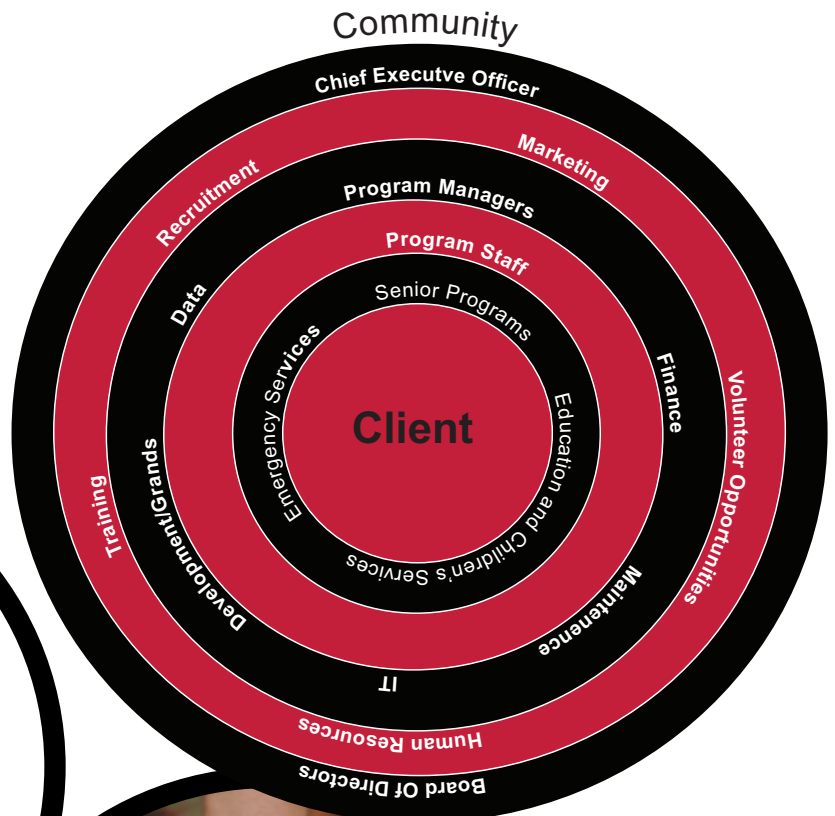 Community
Chief Executve Officer
Board Of Directors
Marketing
Volunteer Opportunities
Human Resources
Training
Recruitment
Program Managers
Finance
Maintenence
IT
Development/Grands
Data
Program Staff
Senior Programs
Education and Children's Services
Emergency Services
Client